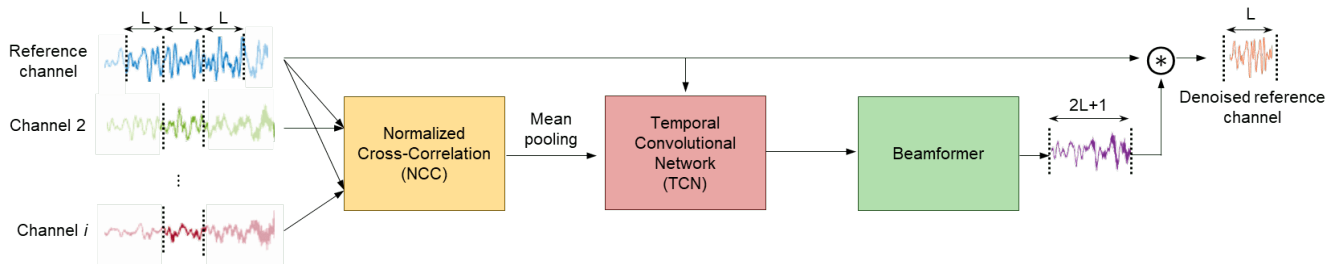 L L L
Reference
channel
Channel 2
...
Channel i
Normalized
Cross-Correlation
(NCC)
Mean
pooling
Temporal
Convolutional
Network
(TCN)
Beamformer
2L+1
*
L
Denoised reference
channel